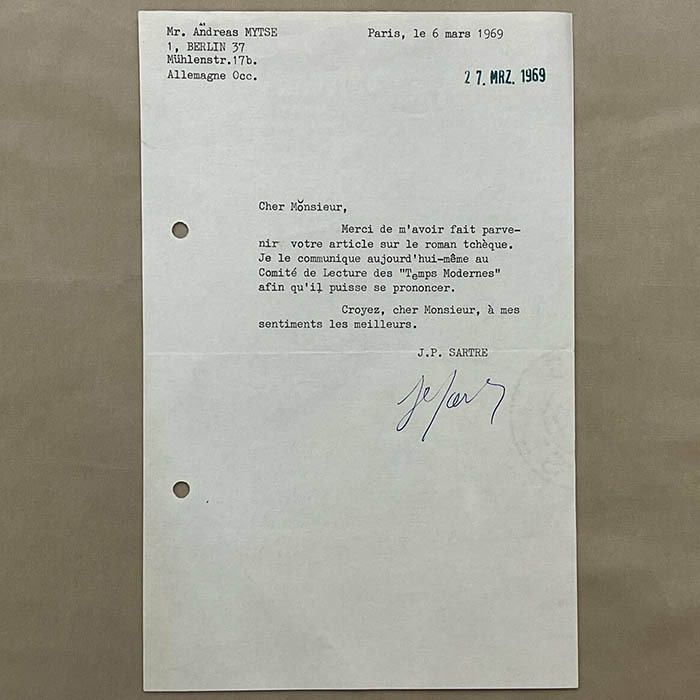 Mr. Andreas MYTSE
Paris, le 6 mars 1969
1, BERLIN 37
Mühlenstr.17b.
Allemagne Occ.
2 7. MRZ. 1969
Cher Monsieur,
Merci de m'avoir fait parve-
nir votre article sur le roman tchèque.
Je le communique aujourd'hui-même au
Comité de Lecture des "Temps Modernes"
afin qu'il puisse se prononcer.
Croyez, cher Monsieur, à mes
sentiments les meilleurs.
J.P. SARTRE